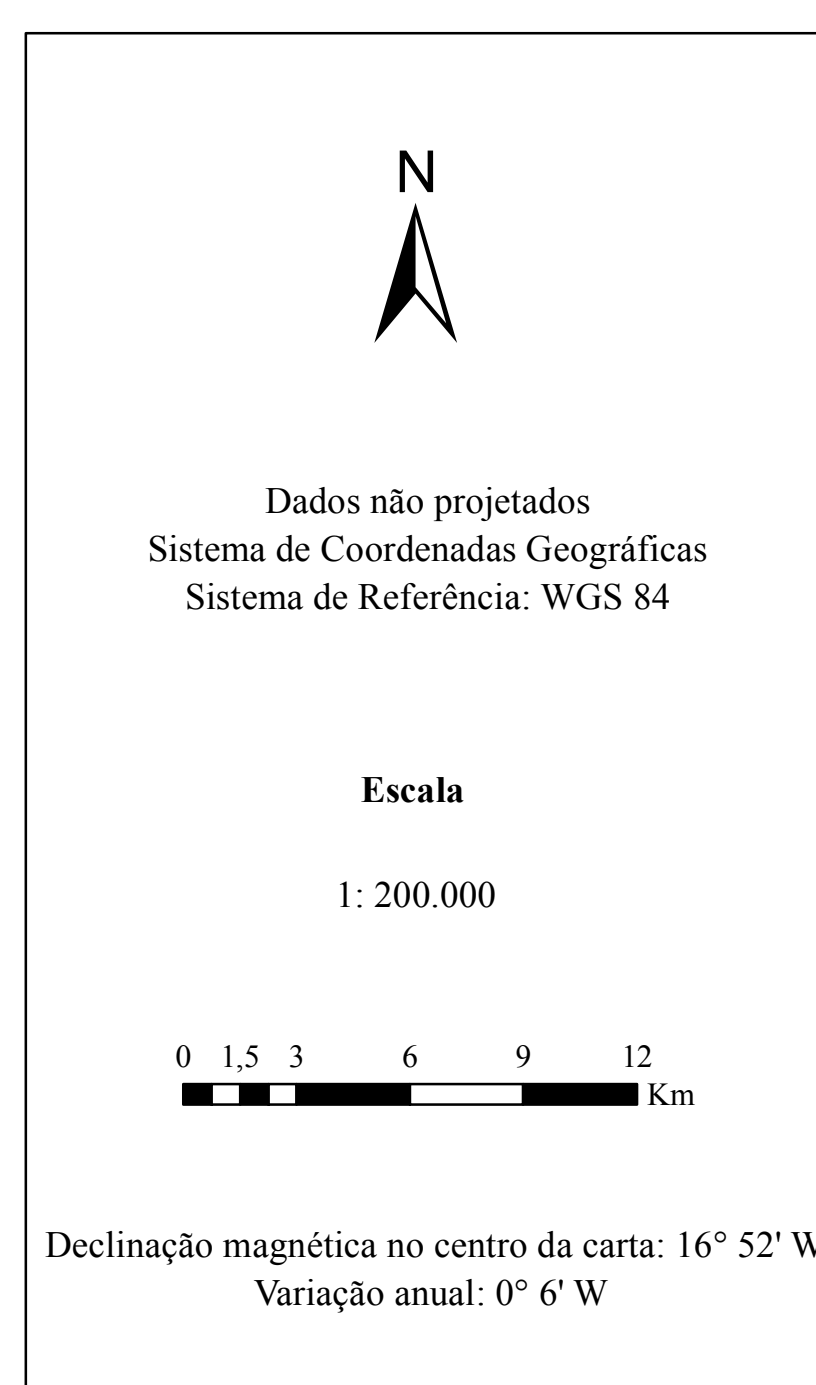 N
Dados não projetados
Sistema de Coordenadas Geográficas
Sistema de Referência: WGS 84
Escala
1: 200.000
0 1,5 3 6 9 12
Km
Declinação magnética no centro da carta: 16° 52' W
Variação anual: 0° 6' W